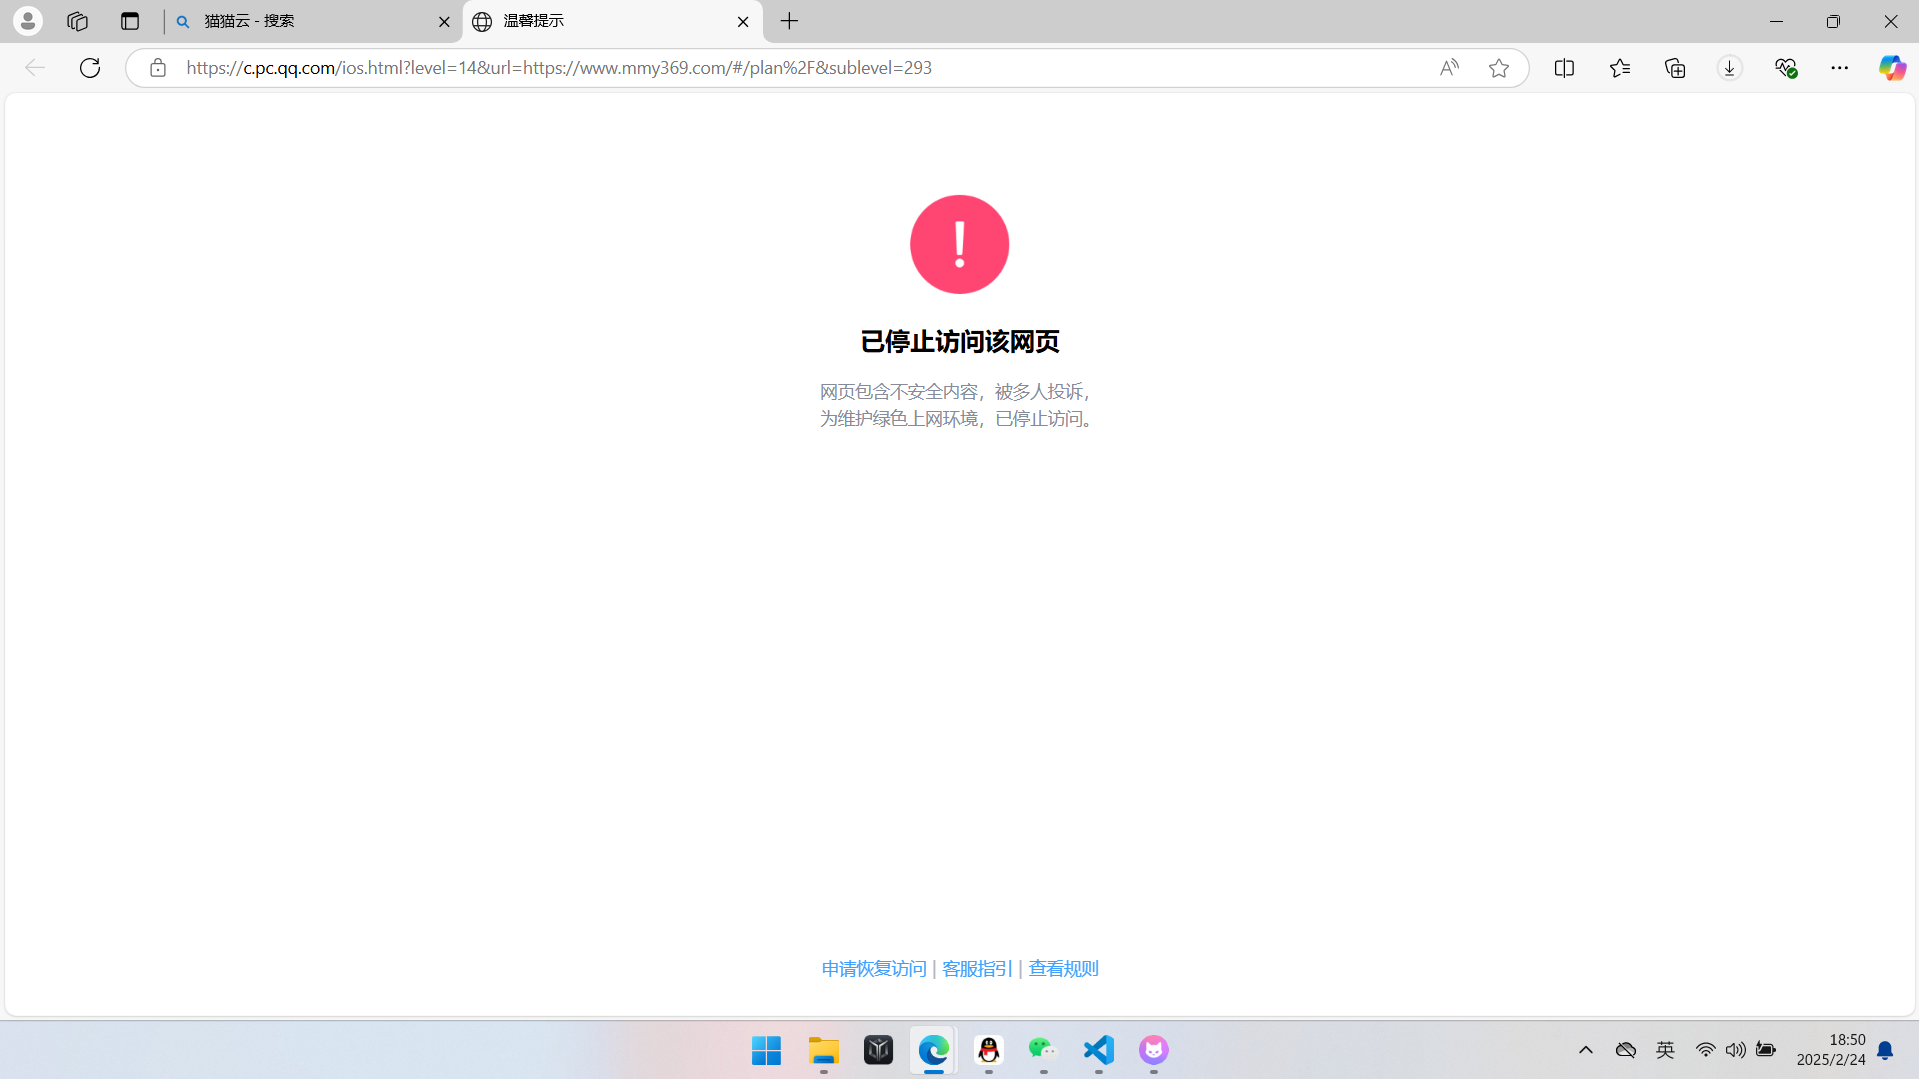 猫猫云 - 搜索
温馨提示
https://c.pc.qq.com/ios.html?level=14&url=https://www.mmy369.com/#/plan%2F&sublevel=293
已停止访问该网页
网页包含不安全内容，被多人投诉，
为维护绿色上网环境，已停止访问。
申请恢复访问 | 客服指引 | 查看规则
英
18:50
2025/2/24